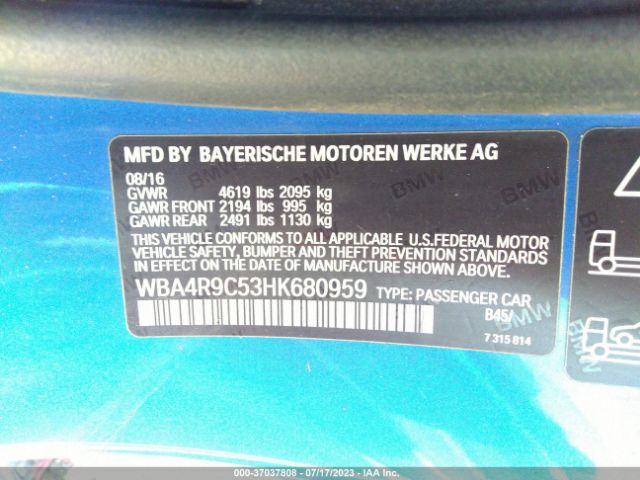 MFD BY BAYERISCHE MOTOREN WERKE AG
08/16
GVWR 4619 lbs 2095 kg
GAWR FRONT 2194 lbs 995 kg
GAWR REAR 2491 lbs 1130 kg
THIS VEHICLE CONFORMS TO ALL APPLICABLE U.S.FEDERAL MOTOR
VEHICLE SAFETY, BUMPER AND THEFT PREVENTION STANDARDS
IN EFFECT ON THE DATE OF MANUFACTURE SHOWN ABOVE.
WBA4R9C53HK680959 TYPE: PASSENGER CAR
B45/
7 315 814
000-37037808 - 07/17/2023 - IAA Inc.